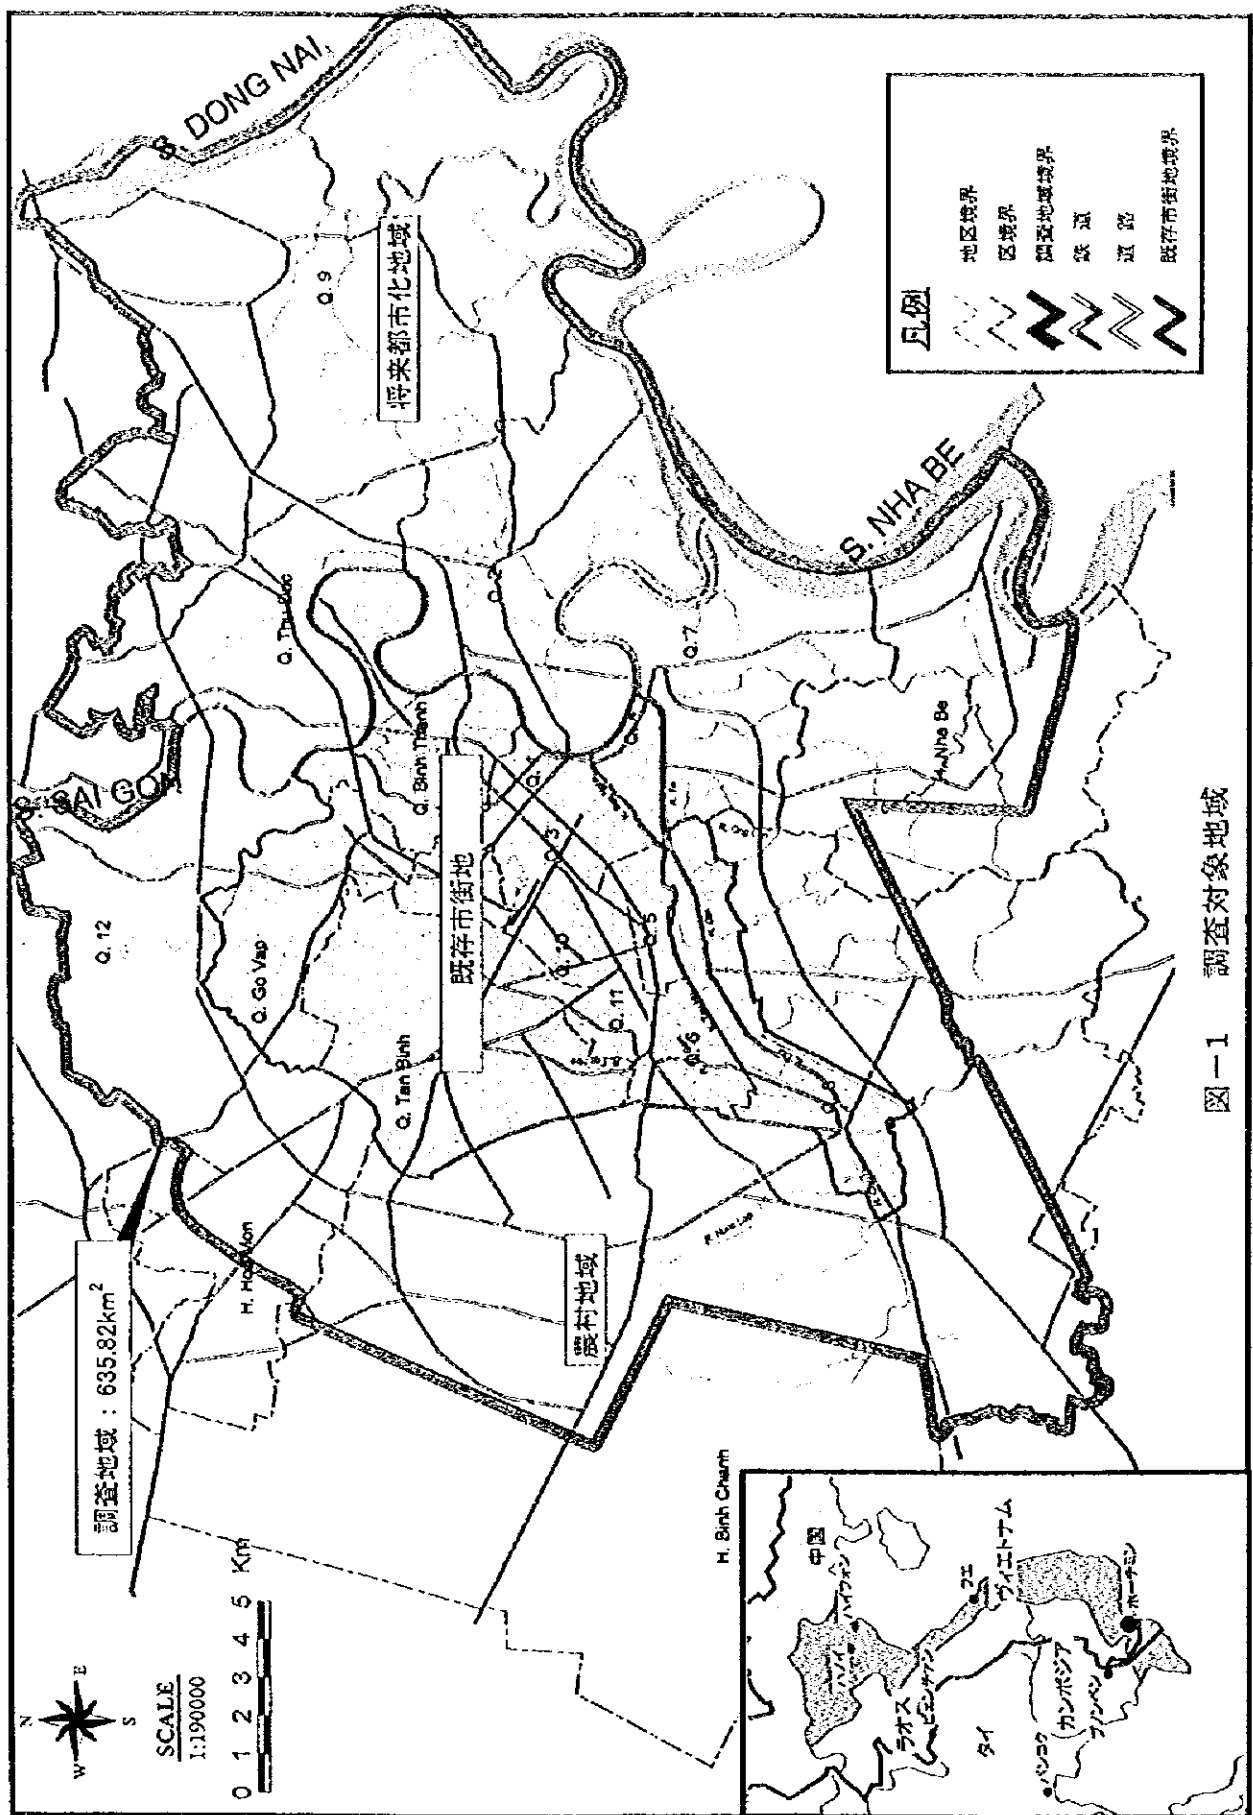 N
W
E
S
SCALE
1:190000
0 1 2 3 4 5 Km
調査地域：635.82km²
S. DONG NAI
SAI GON
Q. 12
Q. 9
将来都市化地域
Q. Thu Duc
H. Hoc Mon
Q. Go Vap
Q. Binh Thanh
Q. Tan Binh
既存市街地
Q. 2
Q. 3
Q. 10
Q. 11
Q. 5
Q. 6
Q. 7
Q. 8
農村地域
S. NHA BE
H. Nha Be
H. Binh Chanh
凡例
地区境界
区境界
調査地域境界
鉄道
道路
既存市街地境界
中国
ハノイ
ハイフォン
ラオス
ビエンチャン
フエ
タイ
ヴィエトナム
バンコク
カンボジア
プノンペン
ホーチミン
図－1 調査対象地域